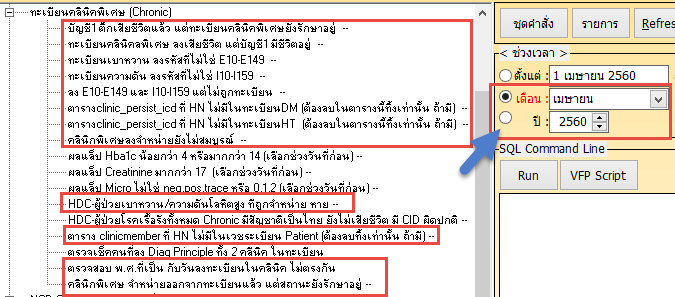 ทะเบียนคลินิคพิเศษ (Chronic)
บัญชี1 ตึกเสียชีวิตแล้ว แต่ทะเบียนคลินิคพิเศษยังรักษาอยู่ --
ทะเบียนคลินิคพิเศษ ลงเสียชีวิต แต่บัญชี1 มีชีวิตอยู่ --
ทะเบียนเบาหวาน ลงรหัสที่ไม่ใช่ E10-E149 --
ทะเบียนความดัน ลงรหัสที่ไม่ใช่ I10-I159 --
ลง E10-E149 และ I10-I154 แต่ไม่ถูกทะเบียน --
ตารางclinic_persist_icd ที่ HN ไม่มีในทะเบียนDM (ต้องลบในตารางนี้ทิ้งเท่านั้น ถ้ามี) --
ตารางclinic_persist_icd ที่ HN ไม่มีในทะเบียนHT (ต้องลบในตารางนี้ทิ้งเท่านั้น ถ้ามี) --
คลินิกพิเศษจำหน่ายยังไม่สมบูรณ์ --
ผลแล็ป Hba1c น้อยกว่า 4 หรือมากกว่า 14 (เลือกช่วงวันที่ก่อน) --
ผลแล็ป Creatinine มากกว่า 17 (เลือกช่วงวันที่ก่อน) --
ผลแล็ป Micro ไม่ใช่ neg,pos,trace หรือ 0,1,2 (เลือกช่วงวันที่ก่อน) --
HDC-ผู้ป่วยเบาหวาน/ความดันโลหิตสูง ที่ถูกจำหน่าย หาย --
HDC-ผู้ป่วยโรคเรื้อรังทั้งหมด Chronic มีสัญชาติเป็นไทย ยังไม่เสียชีวิต มี CID ผิดปกติ --
ตาราง clinicmember ที่ HN ไม่มีในเวชระเบียน Patient (ต้องลบทิ้งเท่านั้น ถ้ามี) --
ตรวจเช็คคนที่ลง Diag Principle ทั้ง 2 คลีนิค ในทะเบียน
ตรวจสอบ พ.ศ.ที่เป็น กับวันลงทะเบียนในคลินิค ไม่ตรงกัน
คลินิกพิเศษ จำหน่ายออกจากทะเบียนแล้ว แต่สถานะยังรักษาอยู่ --
ชุดคำสั่ง
รายการ
Refres
< ช่วงเวลา >
ตั้งแต่ : 1 เมษายน 2560
เดือน : เมษายน
ปี : 2560
SQL Command Line
Run
VFP Script